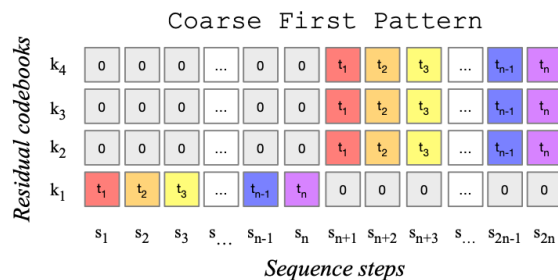 Coarse First Pattern
Residual codebooks
k4 0 0 0 ... 0 0 t1 t2 t3 ... tn-1 tn
k3 0 0 0 ... 0 0 t1 t2 t3 ... tn-1 tn
k2 0 0 0 ... 0 0 t1 t2 t3 ... tn-1 tn
k1 t1 t2 t3 ... tn-1 tn 0 0 0 ... 0 0
s1 s2 s3 s... sn-1 sn sn+1 sn+2 sn+3 s... s2n-1 s2n
Sequence steps